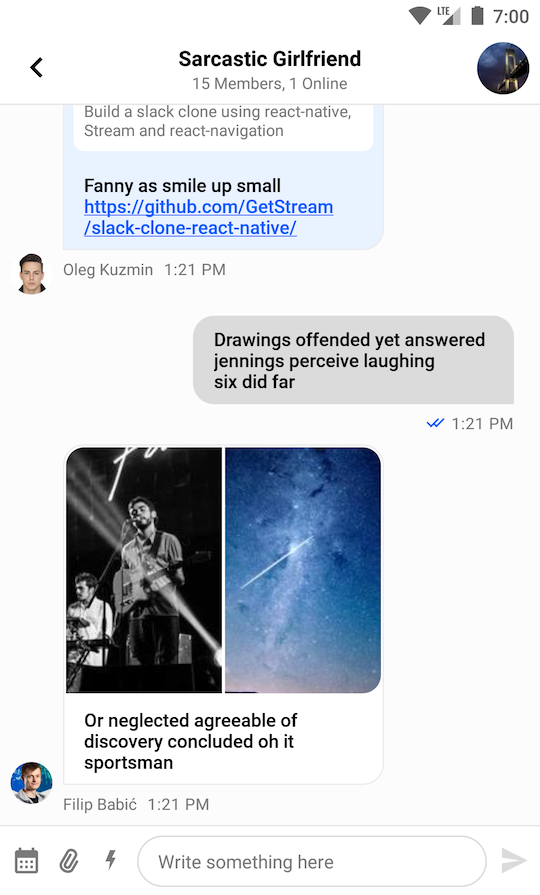 LTE 7:00
Sarcastic Girlfriend
15 Members, 1 Online
Build a slack clone using react-native,
Stream and react-navigation
Fanny as smile up small
https://github.com/GetStream
/slack-clone-react-native/
Oleg Kuzmin 1:21 PM
Drawings offended yet answered
jennings perceive laughing
six did far
1:21 PM
Or neglected agreeable of
discovery concluded oh it
sportsman
Filip Babić 1:21 PM
Write something here